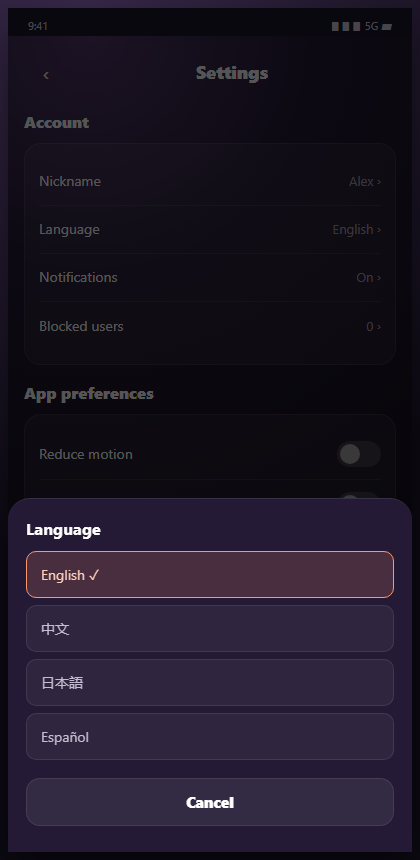 9:41 5G
‹ Settings
Account
Nickname Alex ›
Language English ›
Notifications On ›
Blocked users 0 ›
App preferences
Reduce motion
Language
English ✓
中文
日本語
Español
Cancel